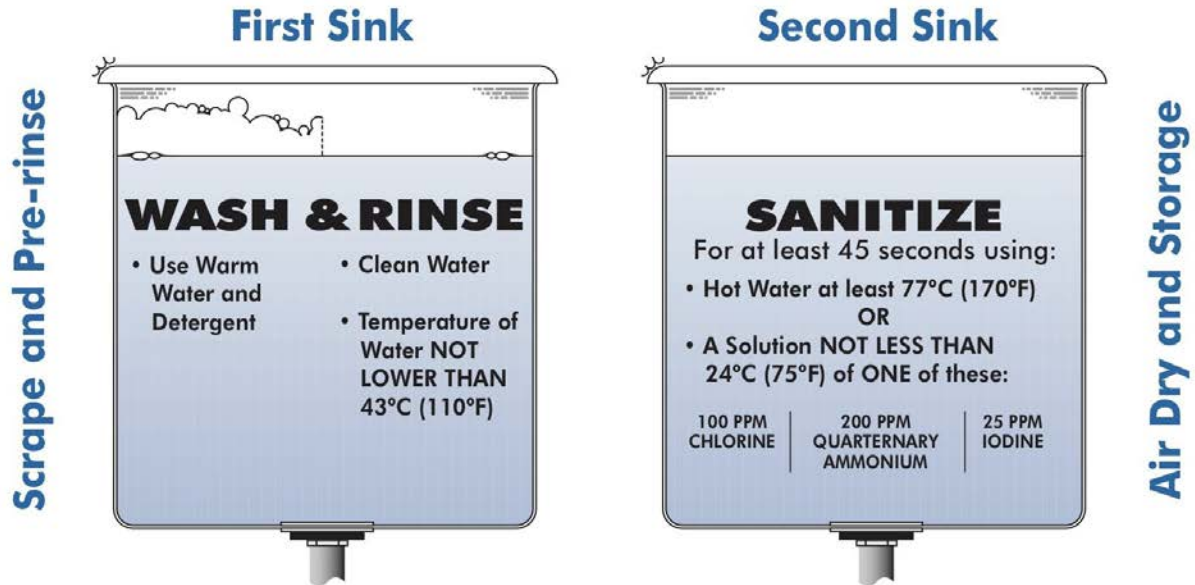 First Sink
Second Sink
Scrape and Pre-rinse
WASH & RINSE
• Use Warm
Water and
Detergent
• Clean Water
• Temperature of
Water NOT
LOWER THAN
43°C (110°F)
SANITIZE
For at least 45 seconds using:
• Hot Water at least 77°C (170°F)
OR
• A Solution NOT LESS THAN
24°C (75°F) of ONE of these:
100 PPM
CHLORINE
200 PPM
QUARTERNARY
AMMONIUM
25 PPM
IODINE
Air Dry and Storage